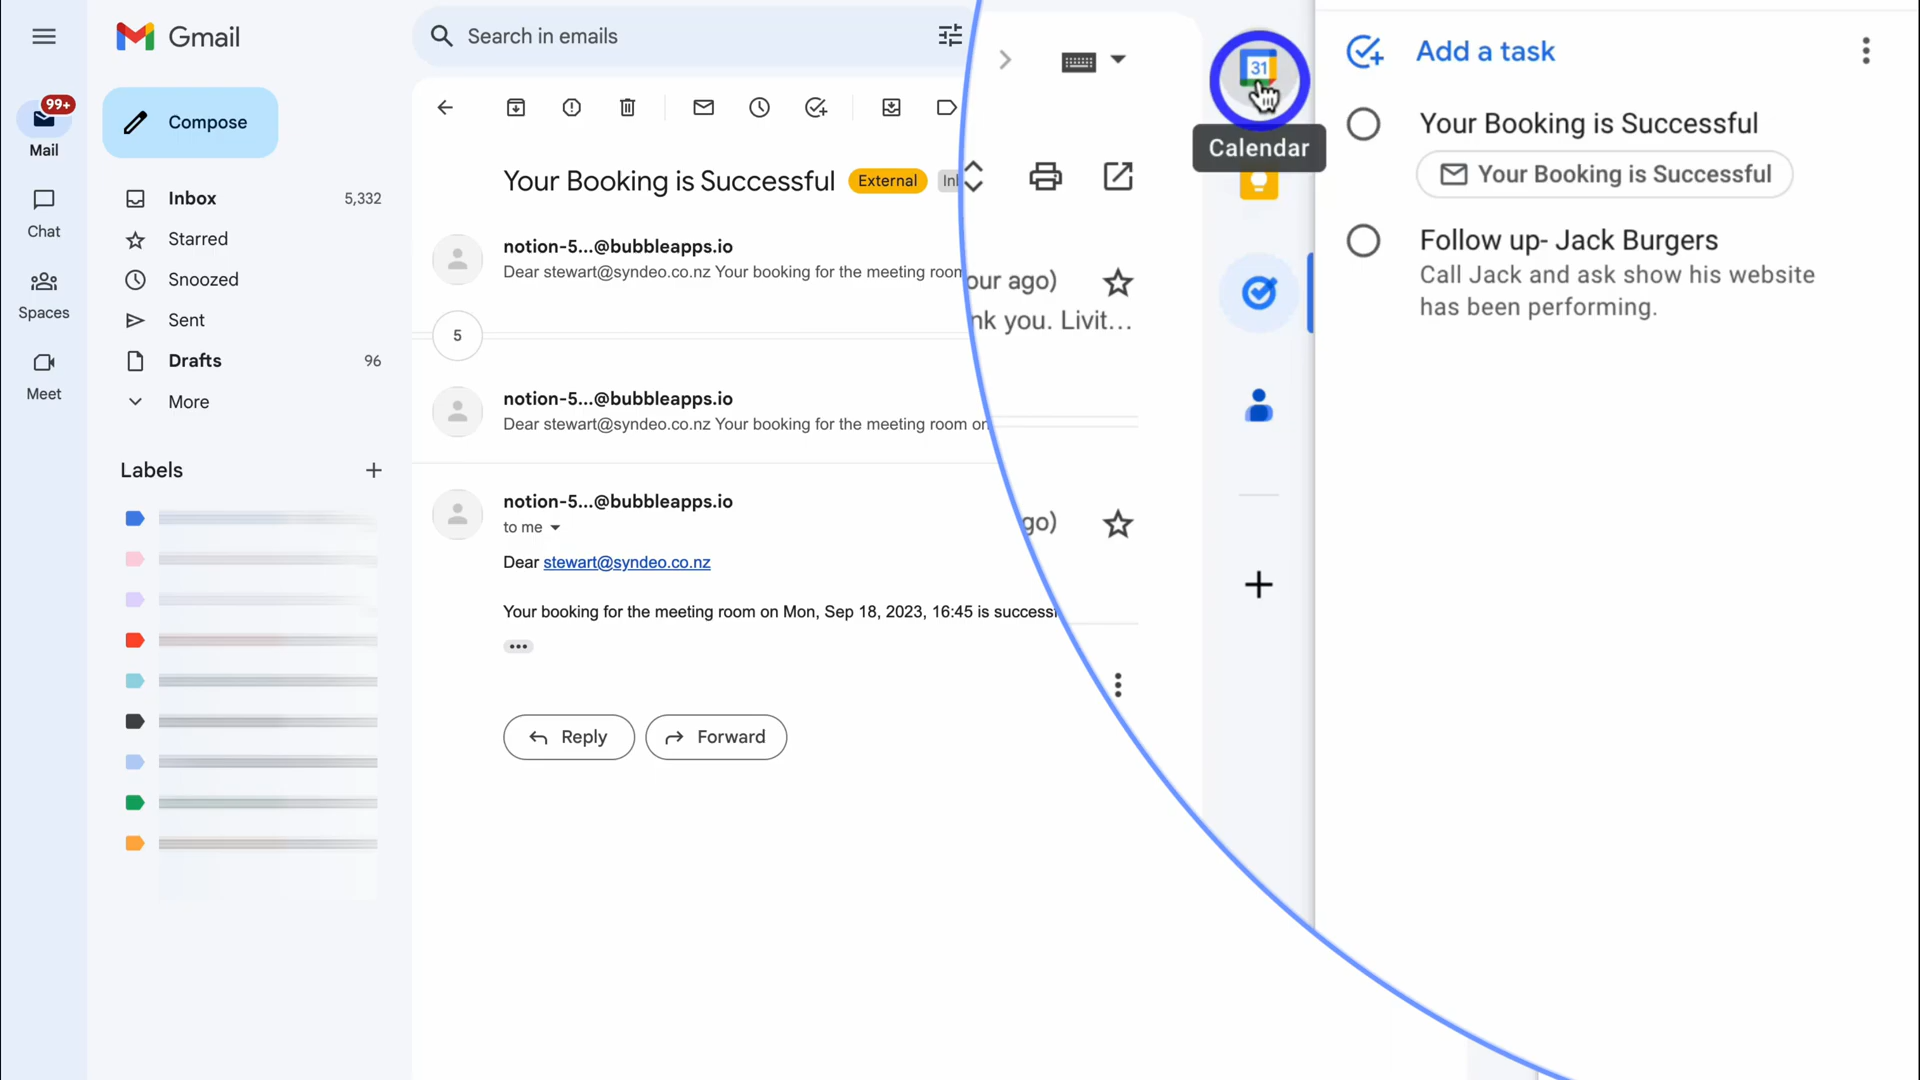 Gmail
Search in emails
99+
Mail
Compose
Chat
Spaces
Meet
Inbox 5,332
Starred
Snoozed
Sent
Drafts 96
More
Labels
Your Booking is Successful External
notion-5...@bubbleapps.io
Dear stewart@syndeo.co.nz Your booking for the meeting room
5
notion-5...@bubbleapps.io
Dear stewart@syndeo.co.nz Your booking for the meeting room on
notion-5...@bubbleapps.io
to me
Dear stewart@syndeo.co.nz
Your booking for the meeting room on Mon, Sep 18, 2023, 16:45 is success
Reply
Forward
our ago)
nk you. Livit...
go)
31
Calendar
Add a task
Your Booking is Successful
Your Booking is Successful
Follow up- Jack Burgers
Call Jack and ask show his website
has been performing.